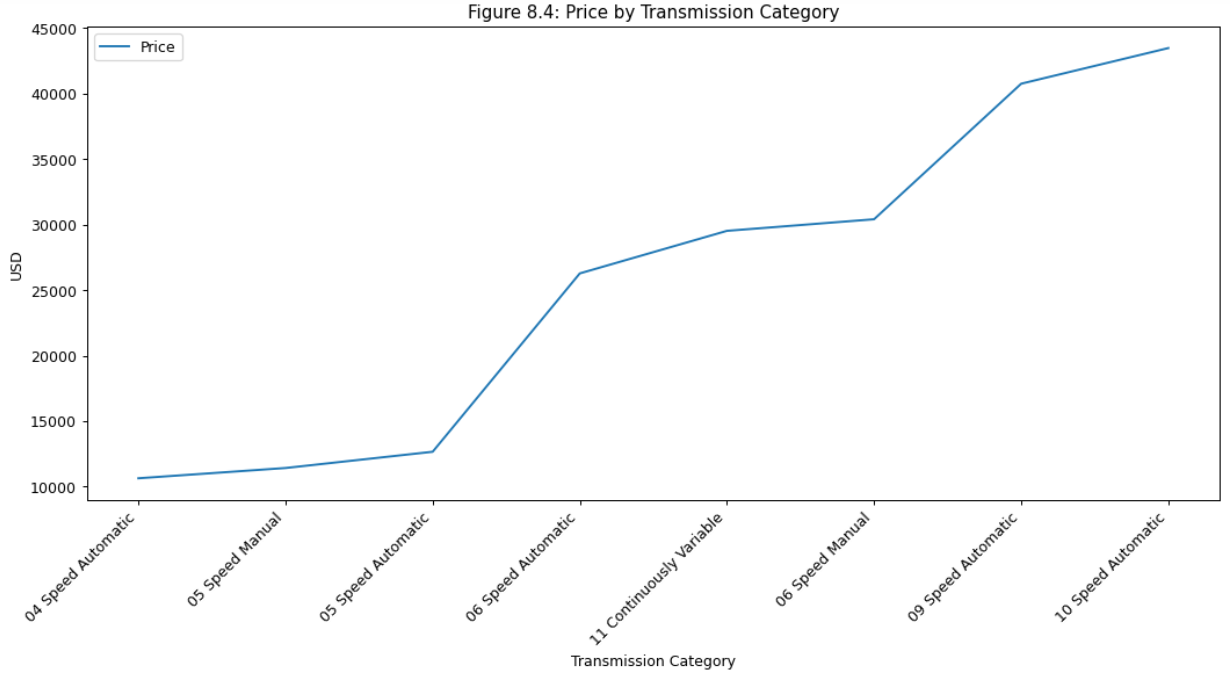 Figure 8.4: Price by Transmission Category
Price
USD
45000
40000
35000
30000
25000
20000
15000
10000
04 Speed Automatic
05 Speed Manual
05 Speed Automatic
06 Speed Automatic
11 Continuously Variable
06 Speed Manual
09 Speed Automatic
10 Speed Automatic
Transmission Category